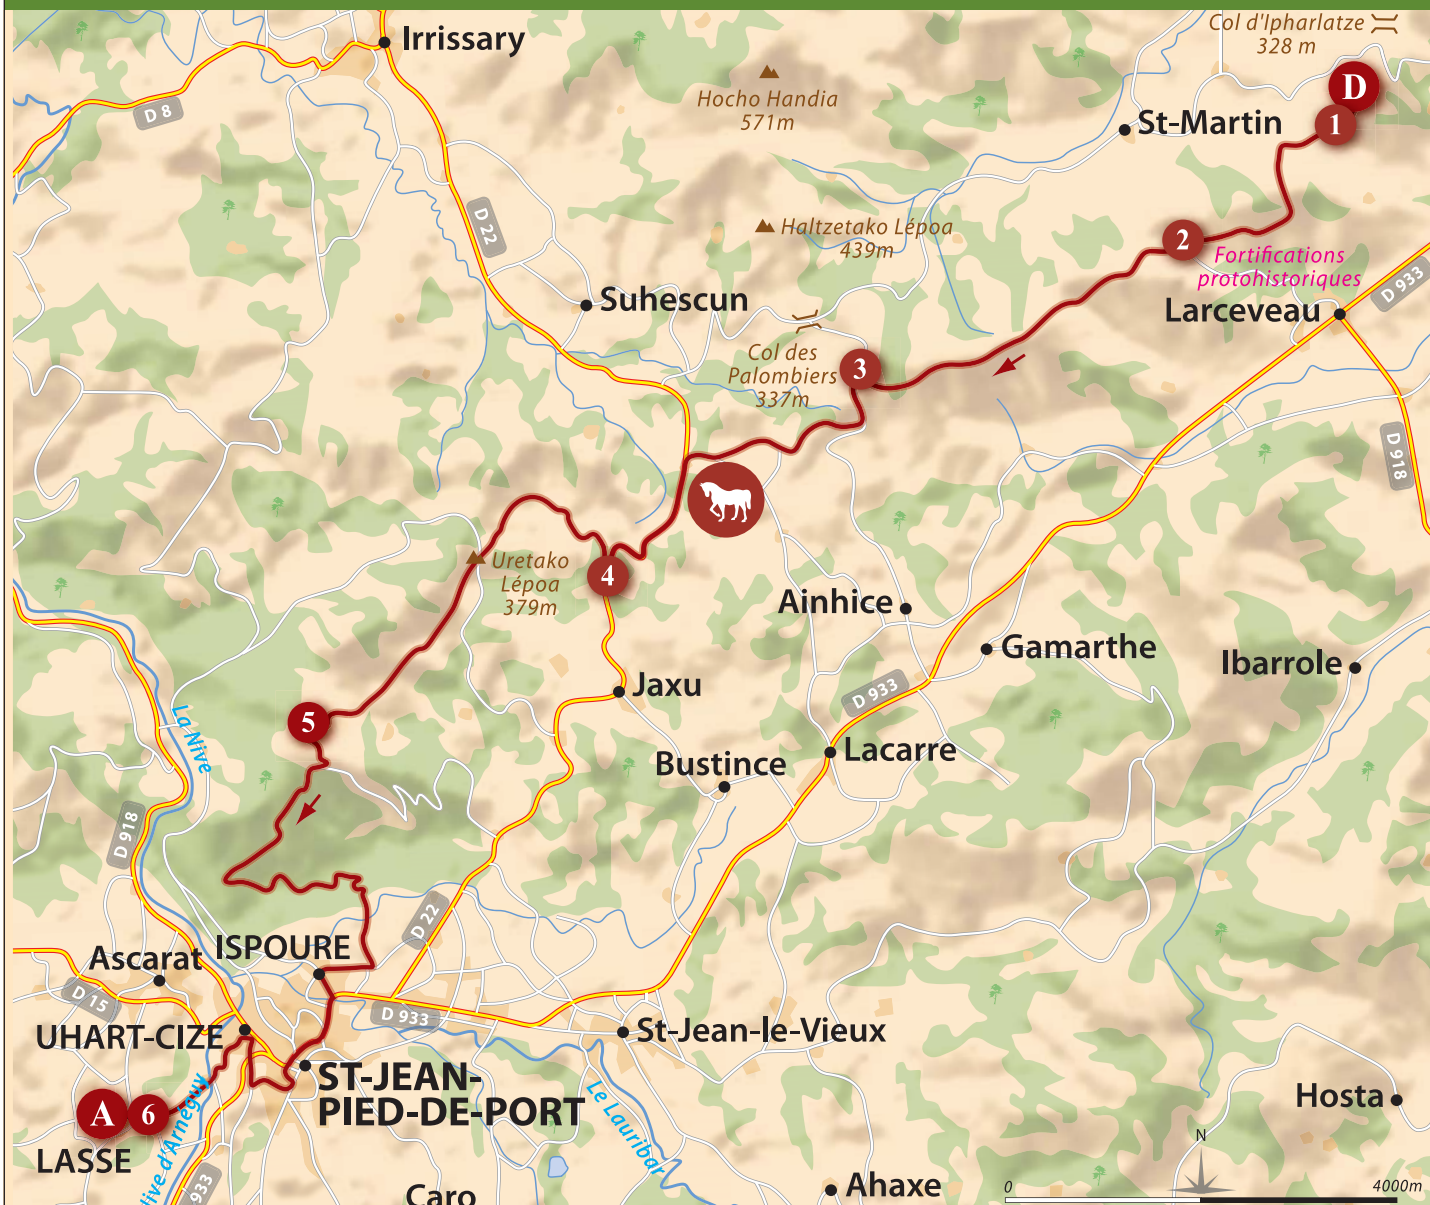 Col d'Ipharlatze
328 m
Irrissary
D 8
Hocho Handia
571m
D
1
St-Martin
D 22
Haltzetako Lépoa
439m
2
Fortifications
protohistoriques
D 933
Larceveau
Suhescun
Col des
Palombiers
337m
3
D 918
Uretako
Lépoa
379m
4
Ainhice
Gamarthe
Ibarrole
Jaxu
D 933
5
La Nive
Bustince
Lacarre
D 918
D 22
Ascarat
ISPOURE
D 15
D 933
UHART-CIZE
St-Jean-le-Vieux
ST-JEAN-
PIED-DE-PORT
A
6
LASSE
Nive d'Arnéguy
Le Lauribar
Hosta
N
933
Caro
Ahaxe
0
4000m